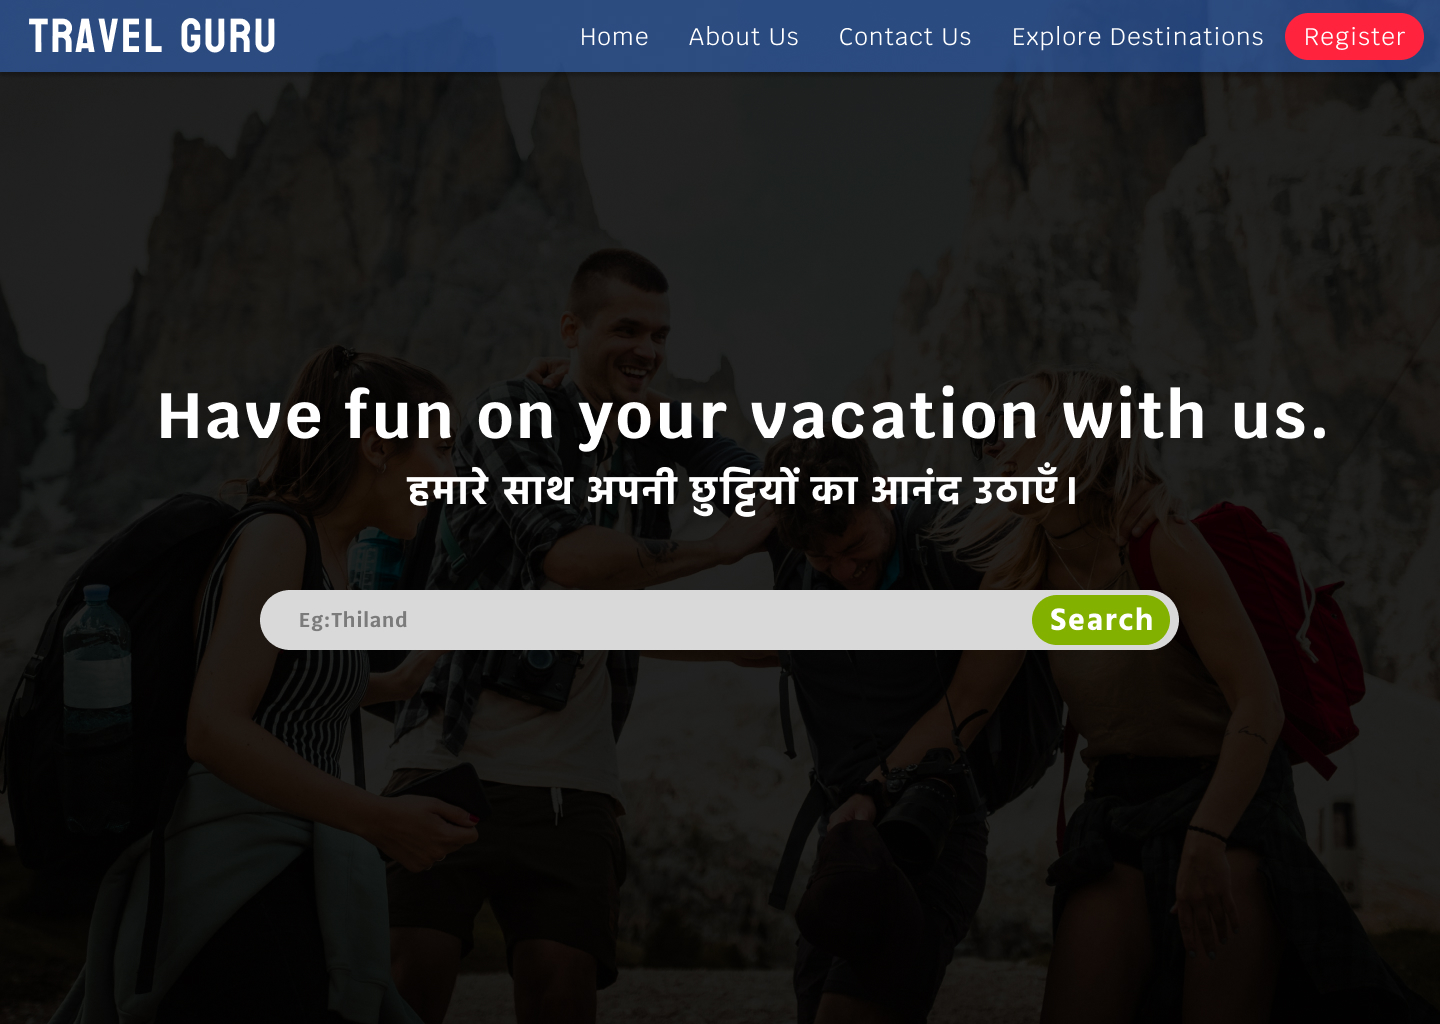 TRAVEL GURU
Home About Us Contact Us Explore Destinations Register
Have fun on your vacation with us.
हमारे साथ अपनी छुट्टियों का आनंद उठाएँ।
Eg:Thiland Search